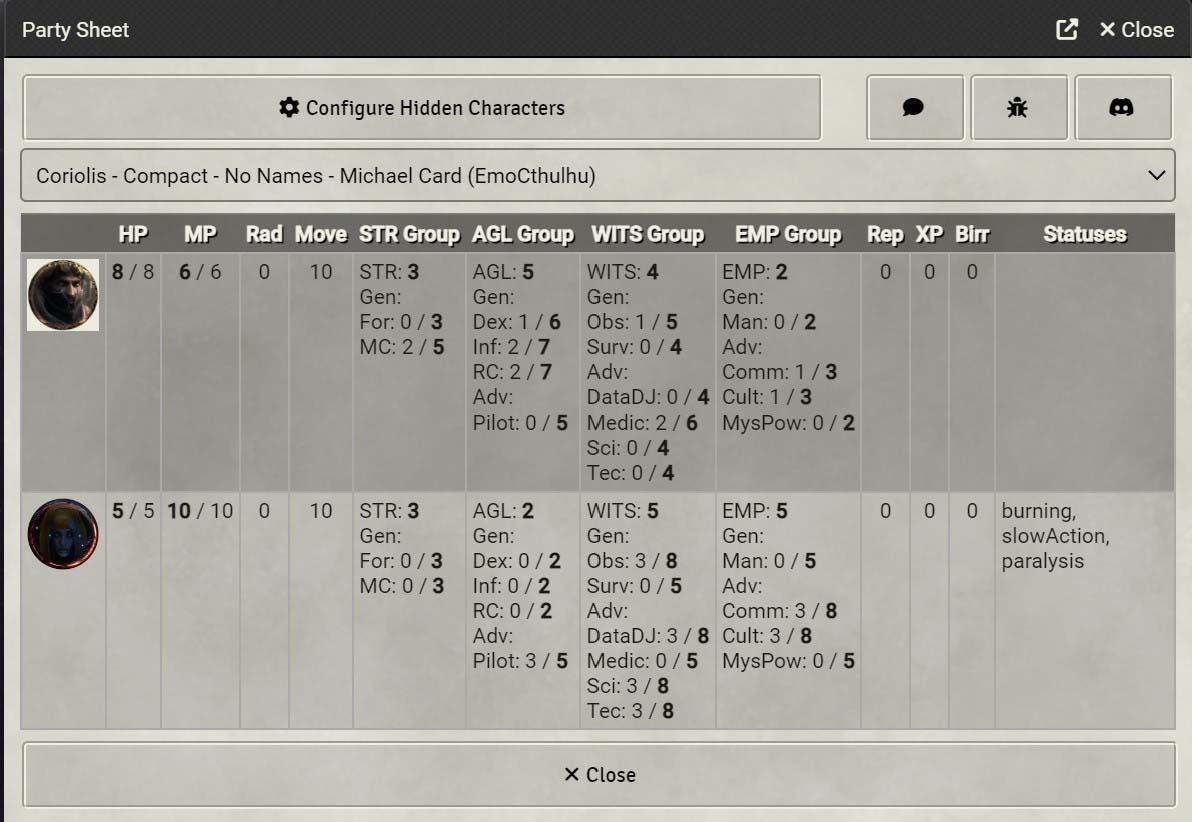 Party Sheet
Close
Configure Hidden Characters
Coriolis - Compact - No Names - Michael Card (EmoCthulhu)
HP MP Rad Move STR Group AGL Group WITS Group EMP Group Rep XP Birr Statuses
8 / 8 6 / 6 0 10 STR: 3 AGL: 5 WITS: 4 EMP: 2 0 0 0
Gen: Gen: Gen: Gen:
For: 0 / 3 Dex: 1 / 6 Obs: 1 / 5 Man: 0 / 2
MC: 2 / 5 Inf: 2 / 7 Surv: 0 / 4 Adv:
RC: 2 / 7 Adv: Comm: 1 / 3
Adv: DataDJ: 0 / 4 Cult: 1 / 3
Pilot: 0 / 5 Medic: 2 / 6 MysPow: 0 / 2
Sci: 0 / 4
Tec: 0 / 4
5 / 5 10 / 10 0 10 STR: 3 AGL: 2 WITS: 5 EMP: 5 0 0 0 burning,
Gen: Gen: Gen: Gen: slowAction,
For: 0 / 3 Dex: 0 / 2 Obs: 3 / 8 Man: 0 / 5 paralysis
MC: 0 / 3 Inf: 0 / 2 Surv: 0 / 5 Adv:
RC: 0 / 2 Adv: Comm: 3 / 8
Adv: DataDJ: 3 / 8 Cult: 3 / 8
Pilot: 3 / 5 Medic: 0 / 5 MysPow: 0 / 5
Sci: 3 / 8
Tec: 3 / 8
Close